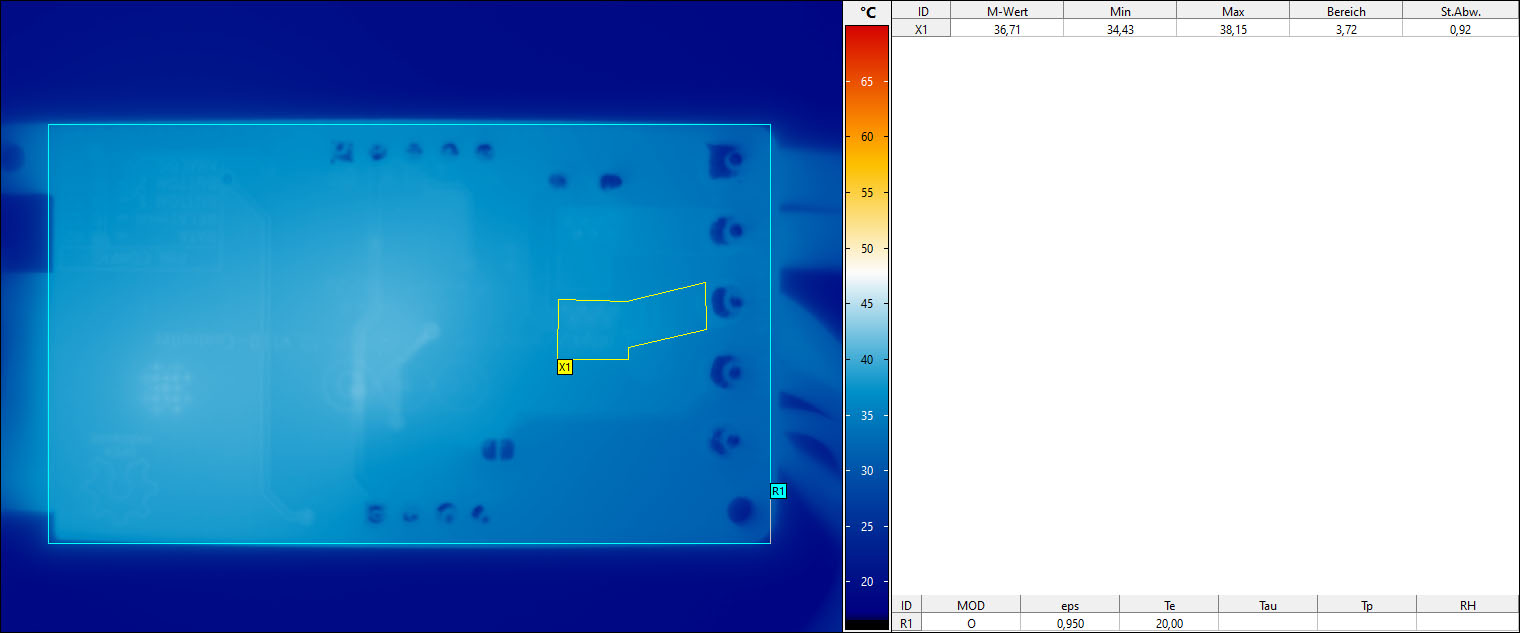 °C
65
60
55
50
45
40
35
30
25
20
X1
R1
ID M-Wert Min Max Bereich St.Abw.
X1 36,71 34,43 38,15 3,72 0,92
ID MOD eps Te Tau Tp RH
R1 O 0,950 20,00